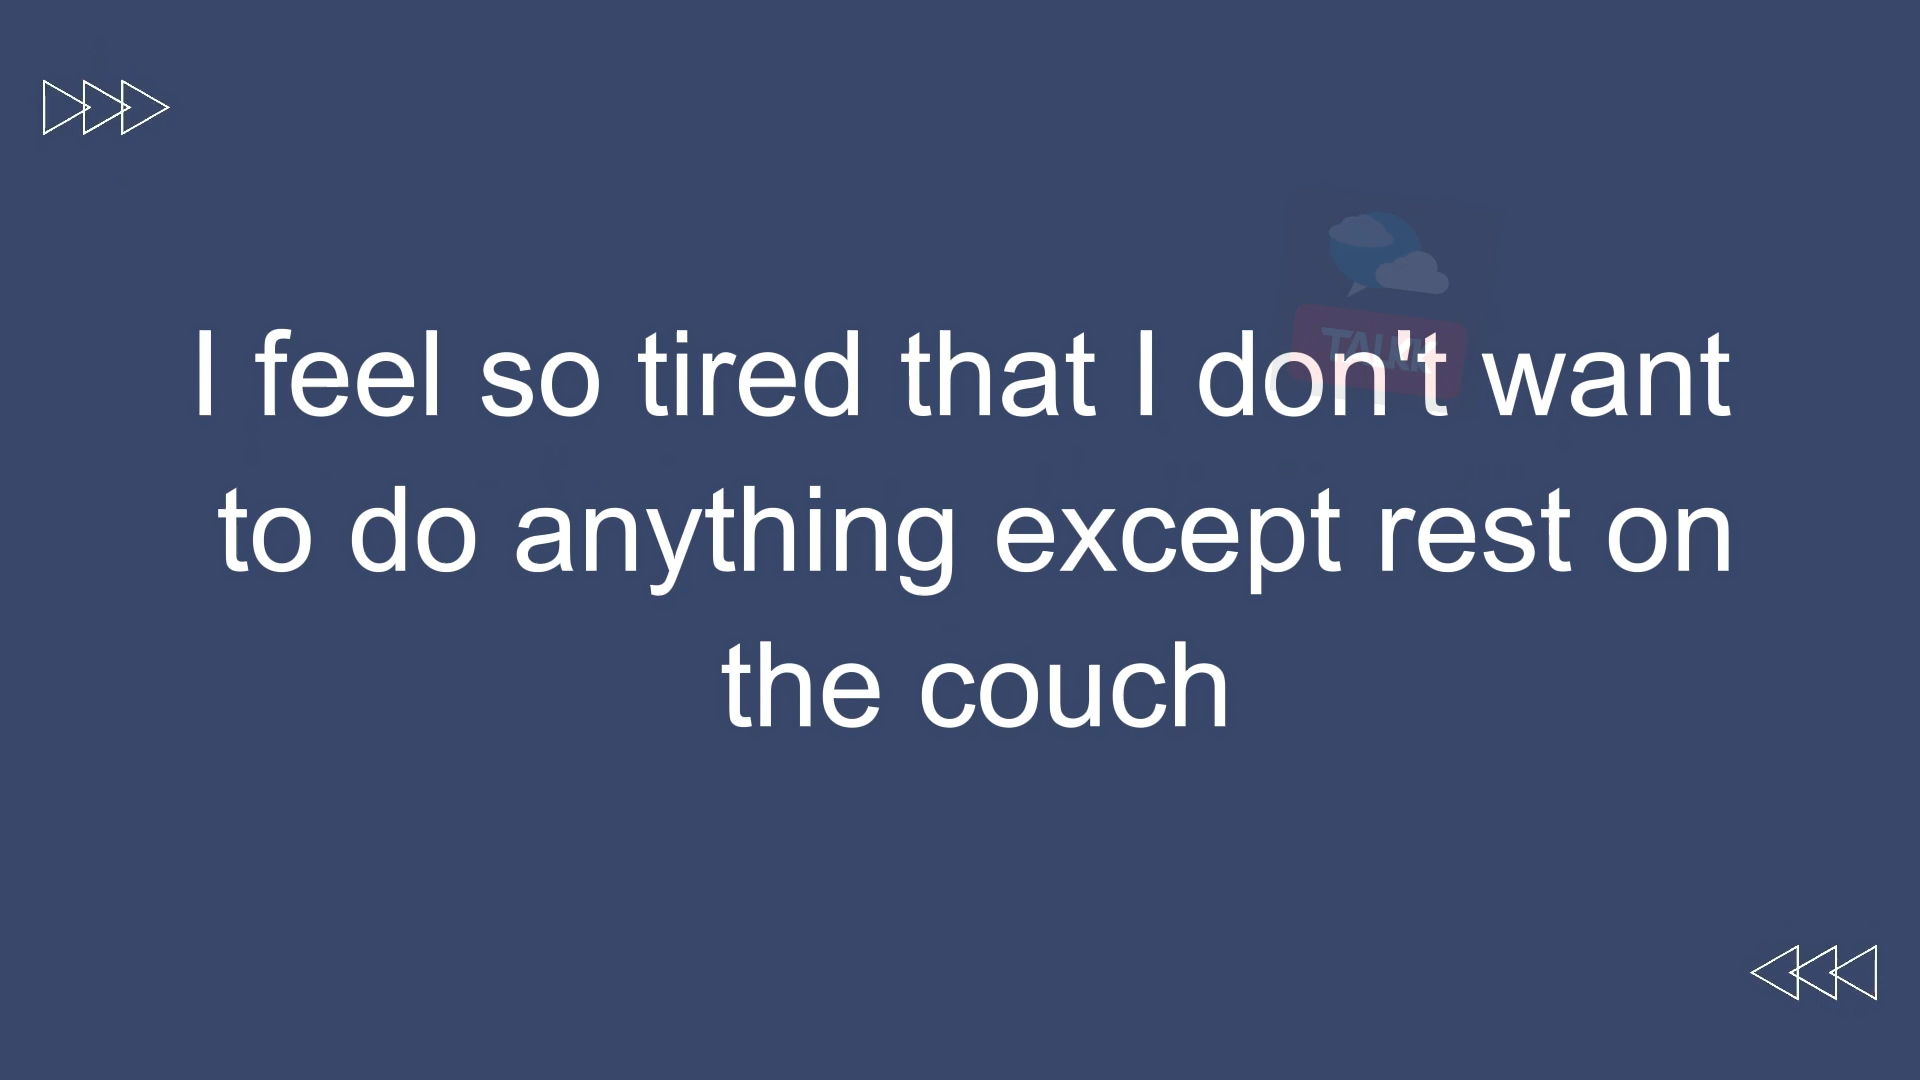 I feel so tired that I don't want
to do anything except rest on
the couch